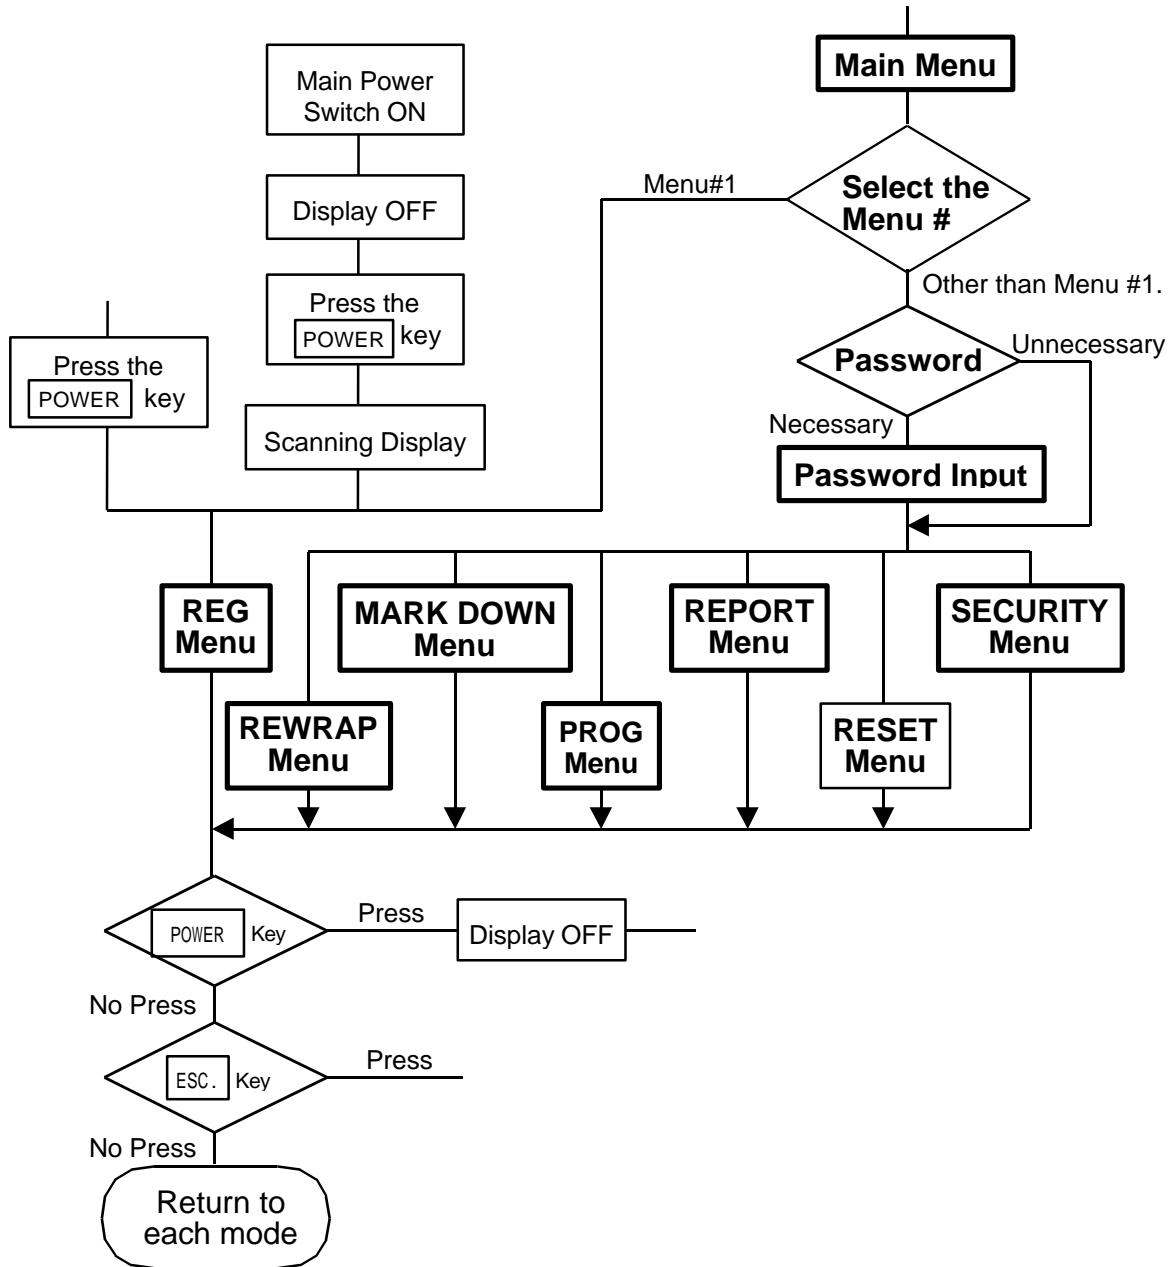 Main Power
Switch ON
Display OFF
Press the
POWER key
Scanning Display
Press the
POWER key
Main Menu
Select the
Menu #
Menu#1
Other than Menu #1.
Password
Unnecessary
Necessary
Password Input
REG
Menu
MARK DOWN
Menu
REPORT
Menu
SECURITY
Menu
REWRAP
Menu
PROG
Menu
RESET
Menu
POWER Key
Press
Display OFF
No Press
ESC. Key
Press
No Press
Return to
each mode